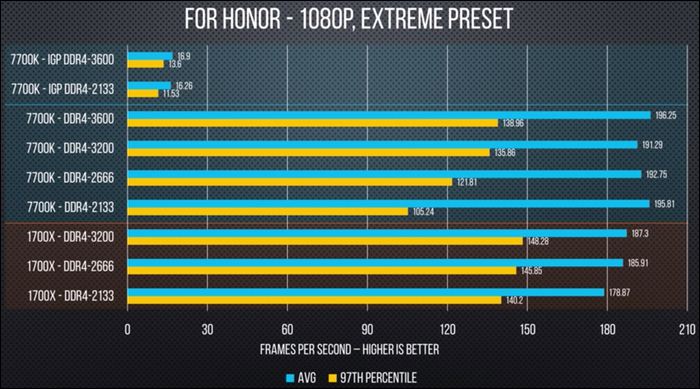 FOR HONOR - 1080P, EXTREME PRESET
7700K - IGP DDR4-3600 16.9
13.6
7700K - IGP DDR4-2133 16.26
11.53
7700K - DDR4-3600 196.25
138.96
7700K - DDR4-3200 191.29
135.86
7700K - DDR4-2666 192.75
121.81
7700K - DDR4-2133 195.81
105.24
1700X - DDR4-3200 187.3
148.28
1700X - DDR4-2666 185.91
145.85
1700X - DDR4-2133 178.87
140.2
0 30 60 90 120 150 180 210
FRAMES PER SECOND – HIGHER IS BETTER
AVG 97TH PERCENTILE